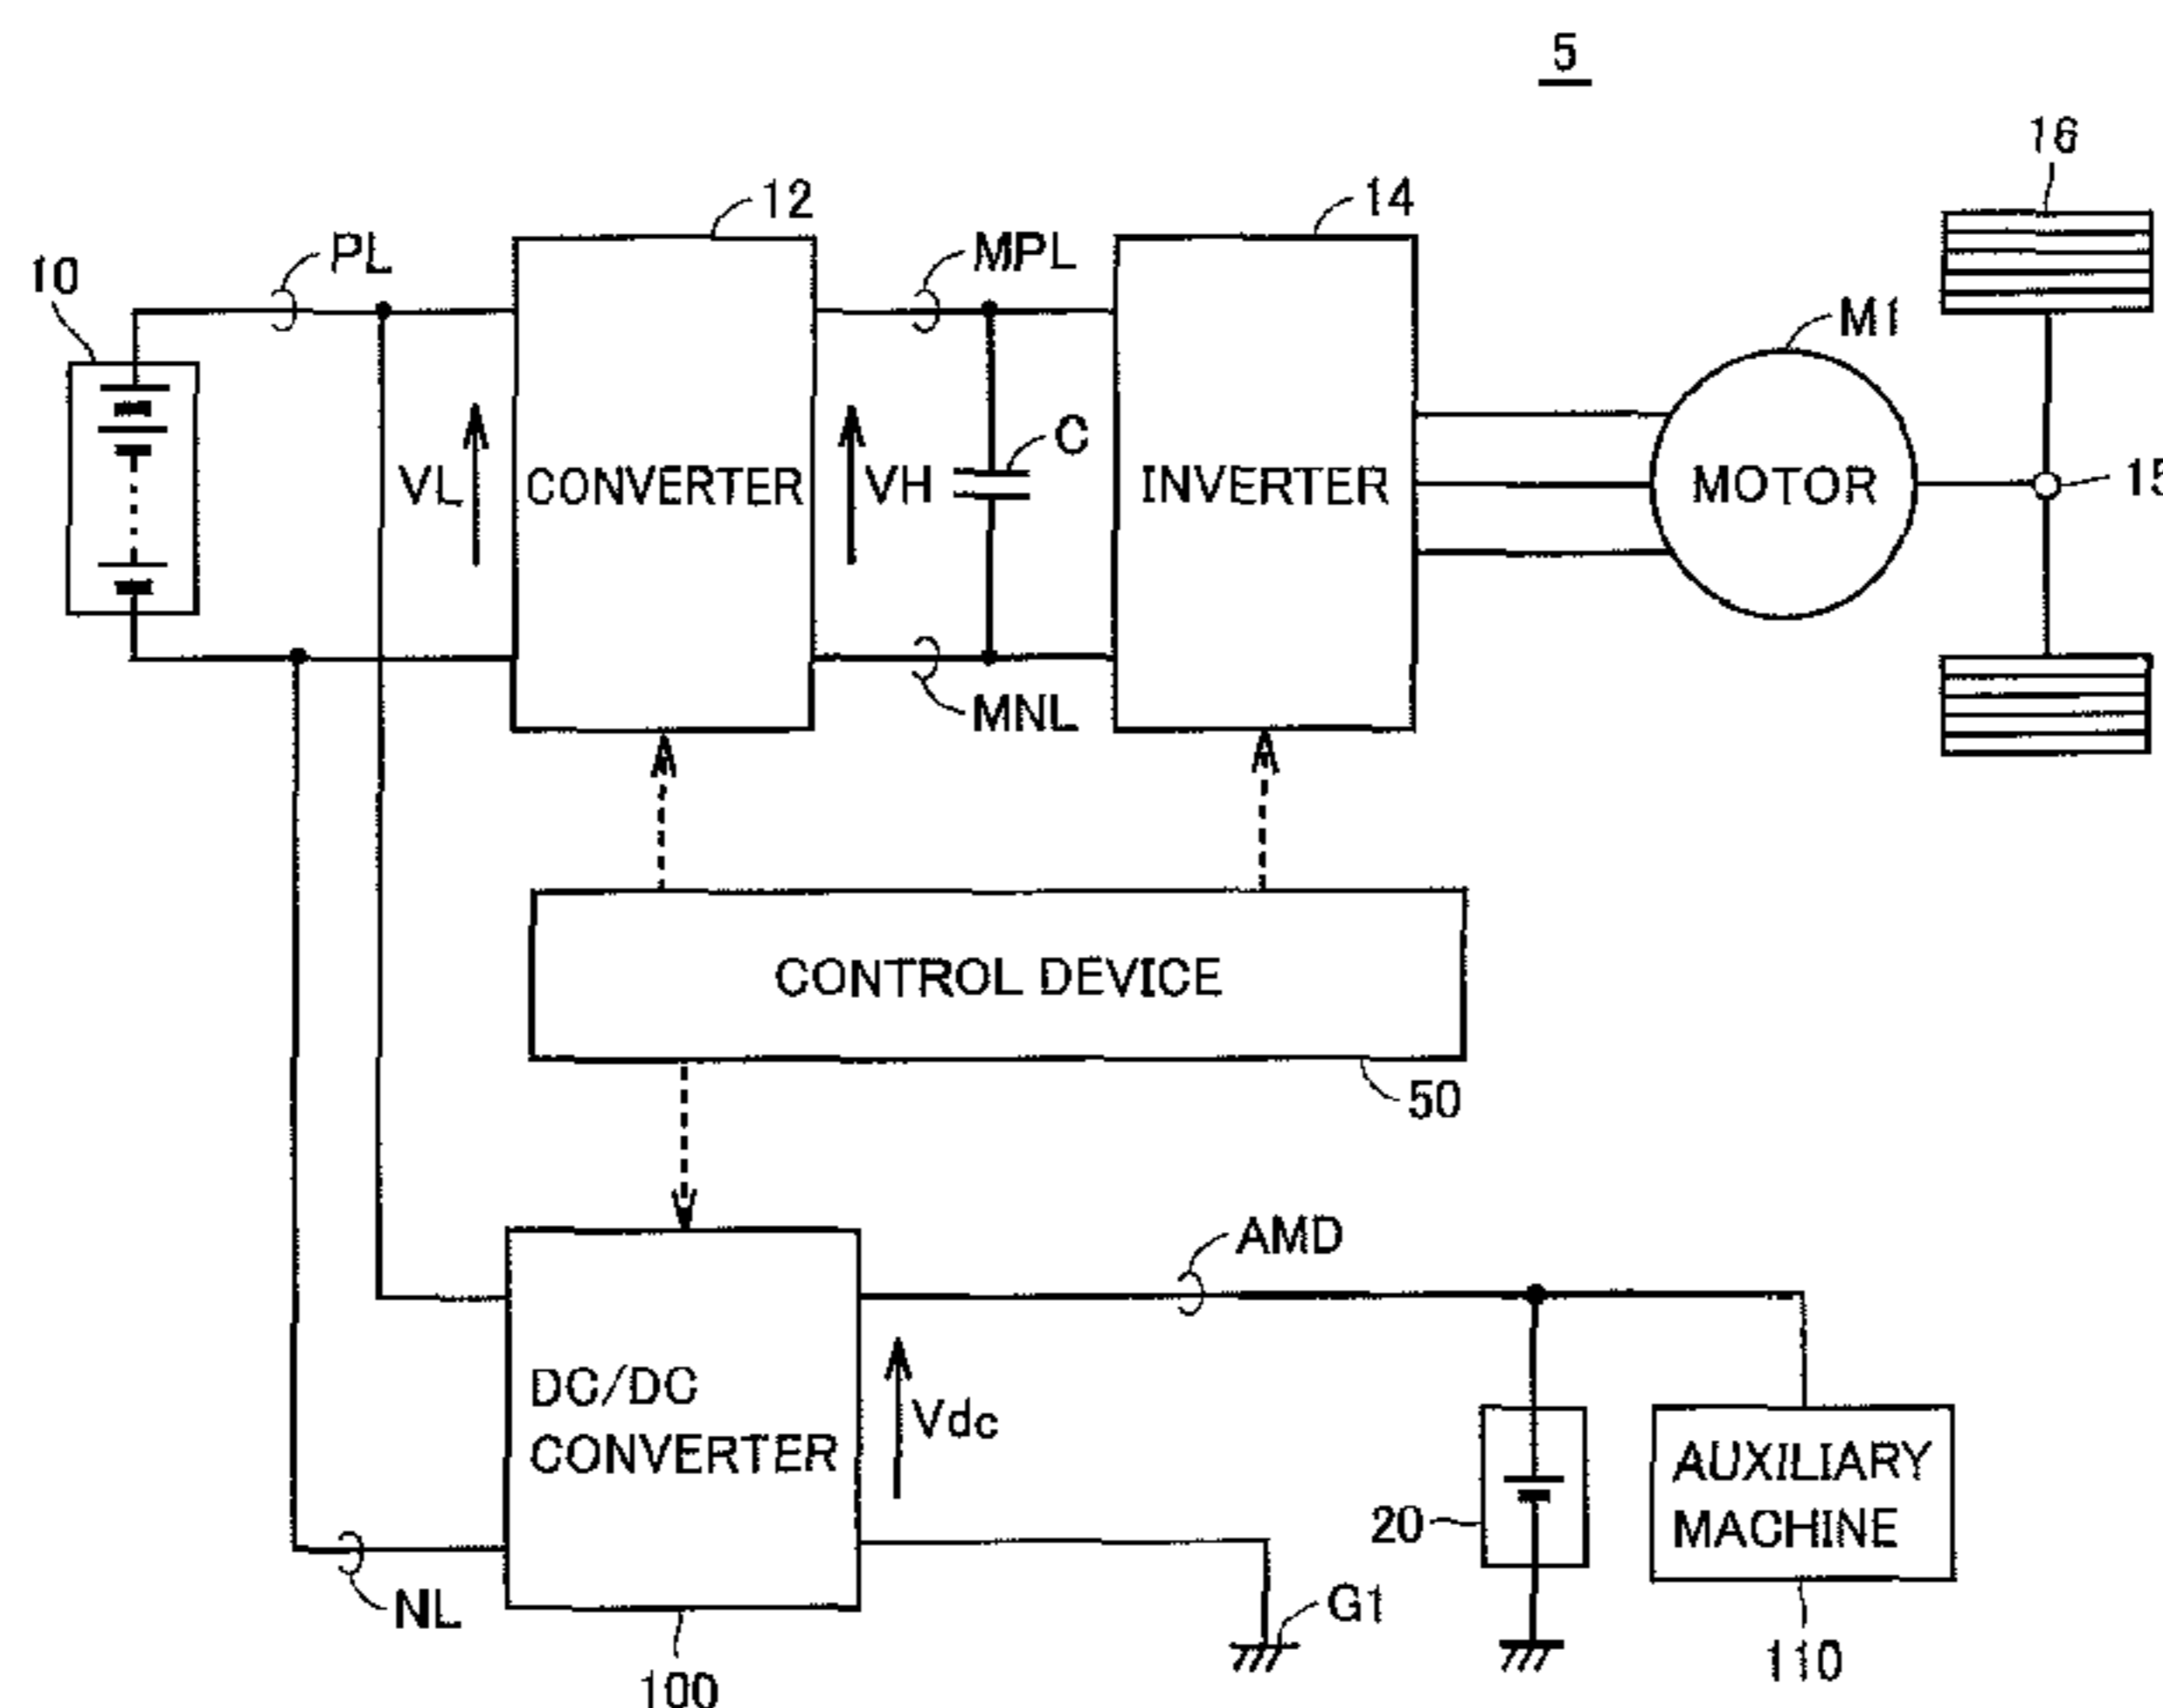 5
16
12
14
PL
MPL
10
M1
C
VL
CONVERTER
VH
INVERTER
MOTOR
15
MNL
CONTROL DEVICE
50
AMD
DC/DC
CONVERTER
Vdc
AUXILIARY
MACHINE
20
NL
G1
100
110